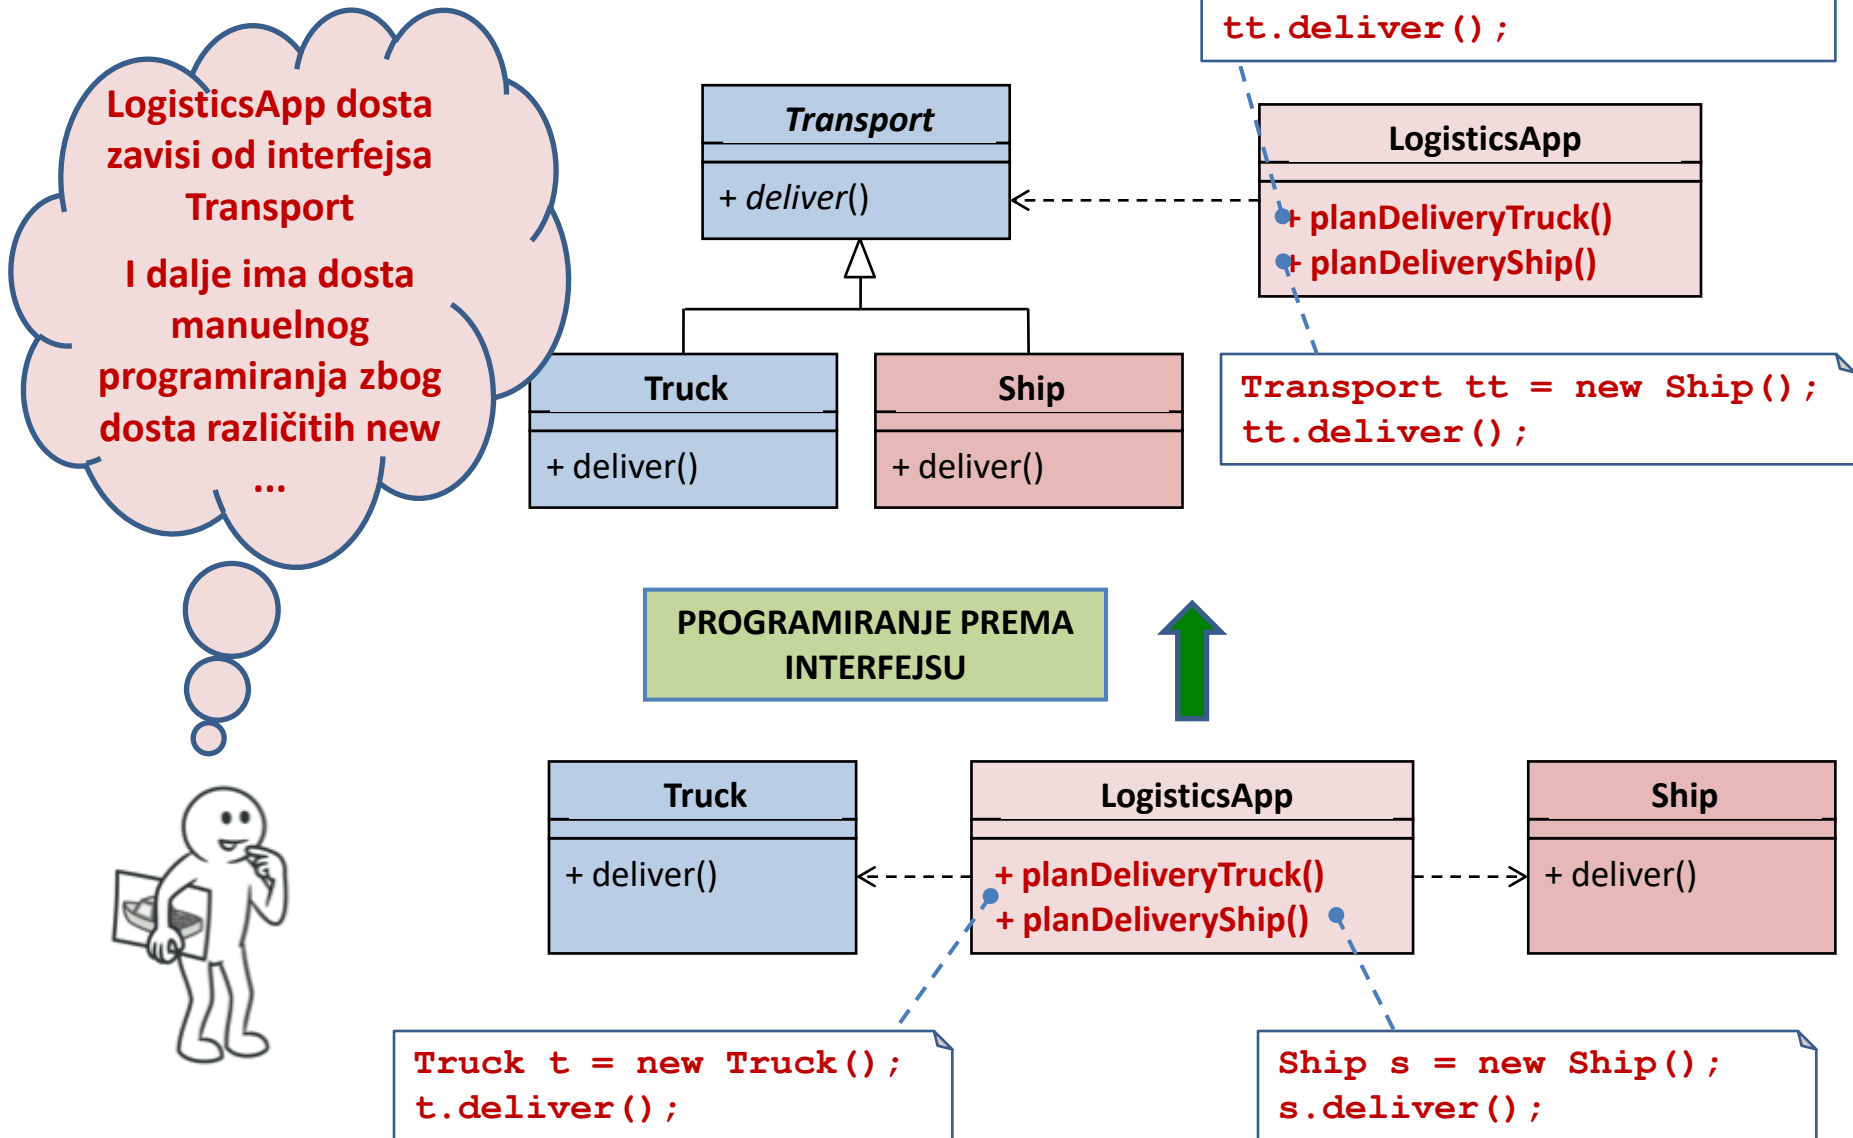 tt.deliver();
LogisticsApp dosta
zavisi od interfejsa
Transport
I dalje ima dosta
manuelnog
programiranja zbog
dosta različitih new
...
Transport
+ deliver()
LogisticsApp
+ planDeliveryTruck()
+ planDeliveryShip()
Truck
+ deliver()
Ship
+ deliver()
Transport tt = new Ship();
tt.deliver();
PROGRAMIRANJE PREMA
INTERFEJSU
Truck
+ deliver()
LogisticsApp
+ planDeliveryTruck()
+ planDeliveryShip()
Ship
+ deliver()
Truck t = new Truck();
t.deliver();
Ship s = new Ship();
s.deliver();